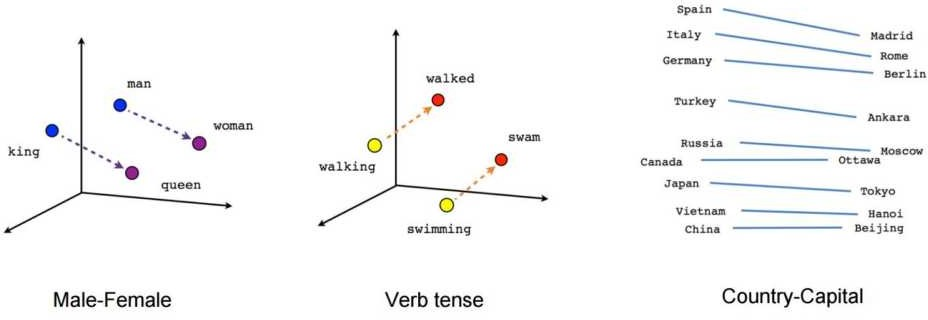 man
woman
king
queen
Male-Female
walked
swam
walking
swimming
Verb tense
Spain Madrid
Italy Rome
Germany Berlin
Turkey Ankara
Russia Moscow
Canada Ottawa
Japan Tokyo
Vietnam Hanoi
China Beijing
Country-Capital